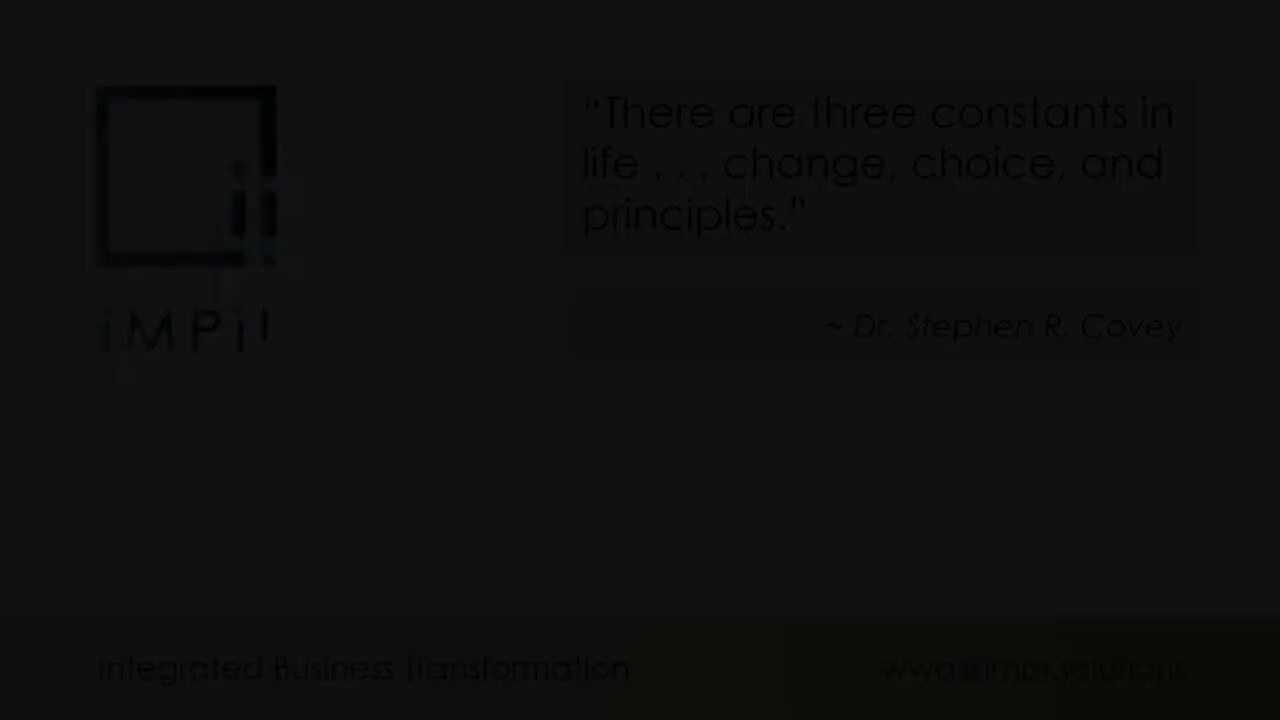 iMPi!
“There are three constants in
life . . . change, choice, and
principles.”
~ Dr. Stephen R. Covey
Integrated Business Transformation